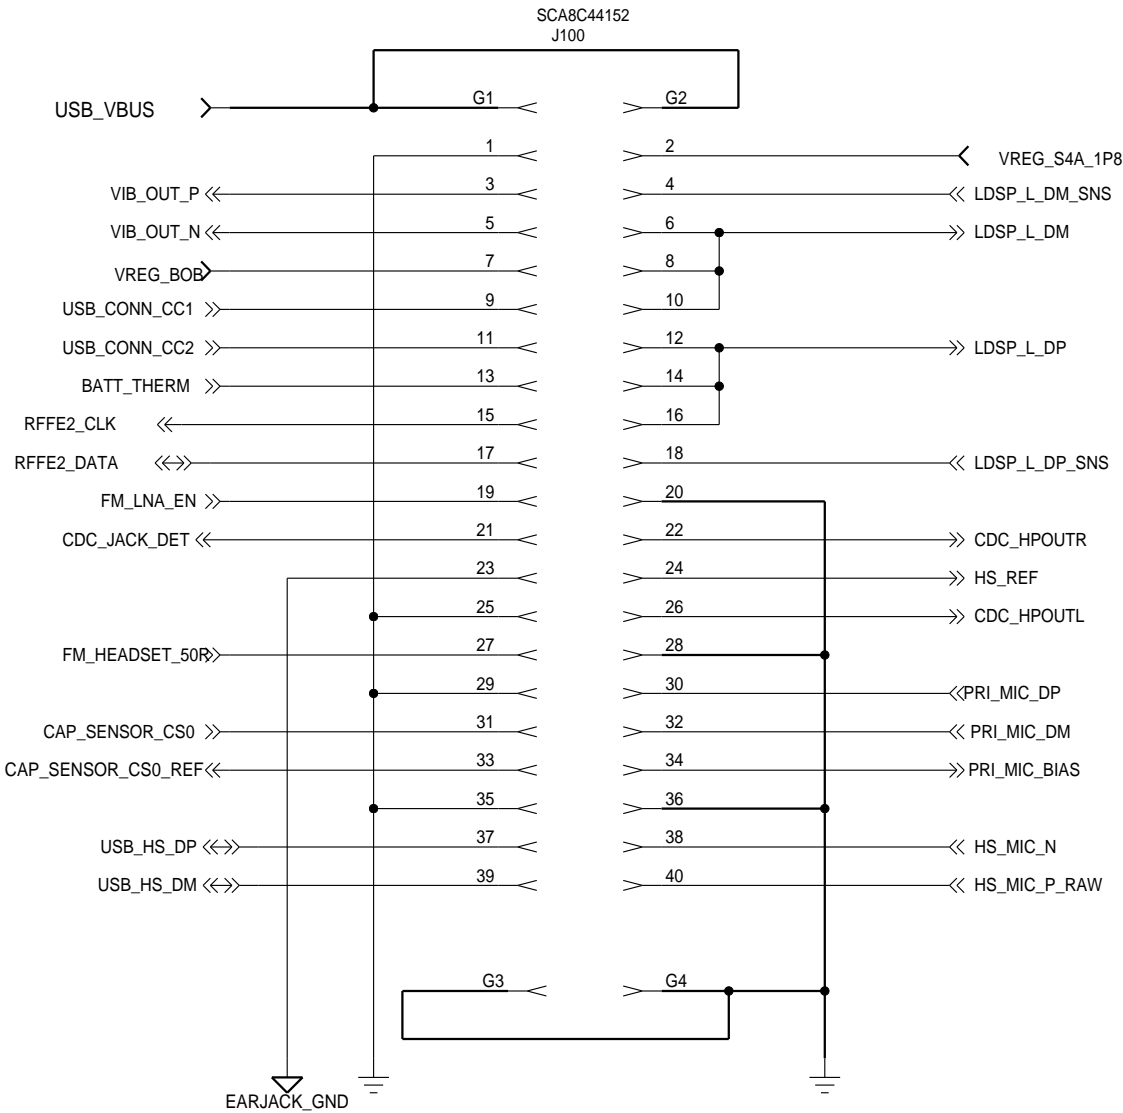 SCA8C44152
J100
USB_VBUS G1 G2
1 2 VREG_S4A_1P8
VIB_OUT_P 3 4 LDSP_L_DM_SNS
VIB_OUT_N 5 6 LDSP_L_DM
VREG_BOB 7 8
USB_CONN_CC1 9 10
USB_CONN_CC2 11 12 LDSP_L_DP
BATT_THERM 13 14
RFFE2_CLK 15 16
RFFE2_DATA 17 18 LDSP_L_DP_SNS
FM_LNA_EN 19 20
CDC_JACK_DET 21 22 CDC_HPOUTR
23 24 HS_REF
25 26 CDC_HPOUTL
FM_HEADSET_50R 27 28
29 30 PRI_MIC_DP
CAP_SENSOR_CS0 31 32 PRI_MIC_DM
CAP_SENSOR_CS0_REF 33 34 PRI_MIC_BIAS
35 36
USB_HS_DP 37 38 HS_MIC_N
USB_HS_DM 39 40 HS_MIC_P_RAW
G3 G4
EARJACK_GND